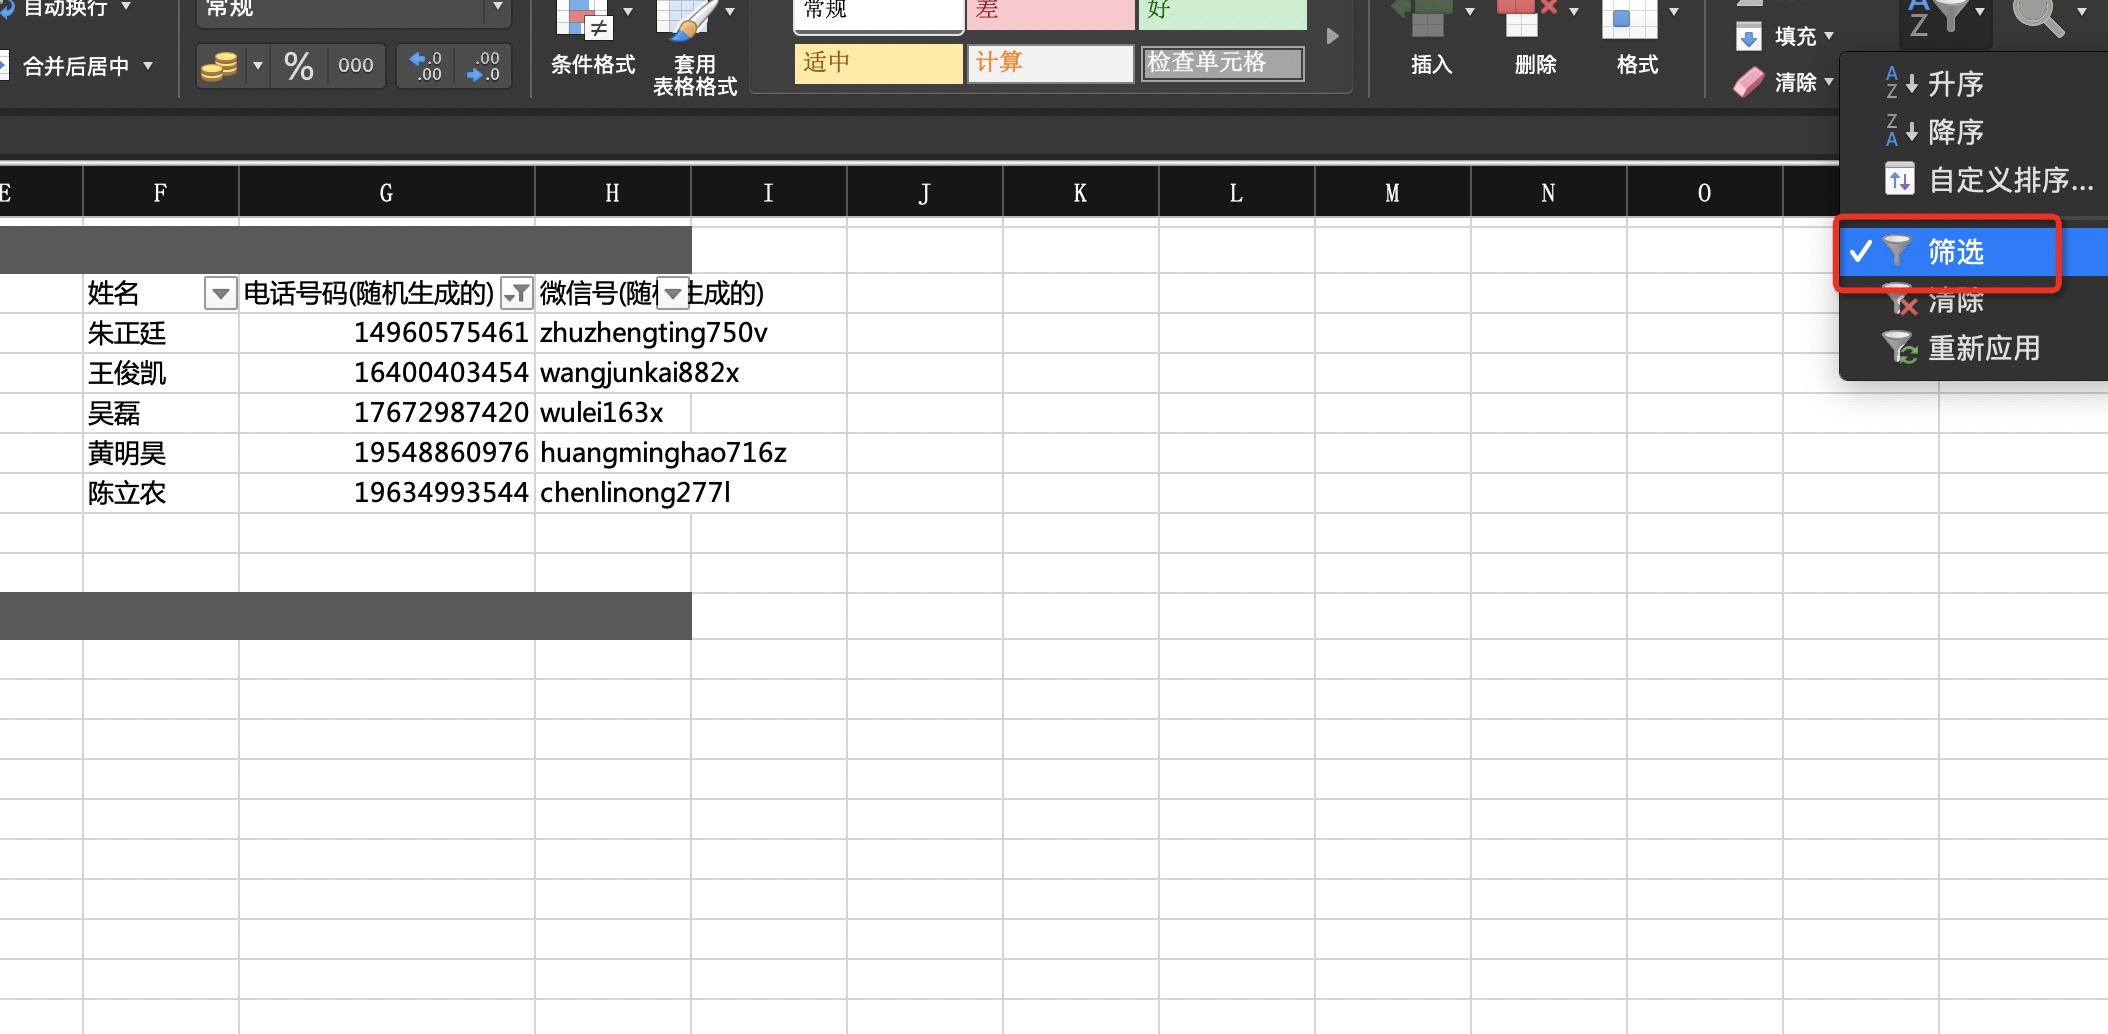 自动换行
常规
合并后居中
%
000
.0
.00
.00
.0
条件格式
套用
表格格式
常规
差
好
适中
计算
检查单元格
插入
删除
格式
填充
清除
A
Z
升序
降序
自定义排序...
筛选
清除
重新应用
E F G H I J K L M N O
姓名 电话号码(随机生成的) 微信号(随机生成的)
朱正廷 14960575461 zhuzhengting750v
王俊凯 16400403454 wangjunkai882x
吴磊 17672987420 wulei163x
黄明昊 19548860976 huangminghao716z
陈立农 19634993544 chenlinong277l